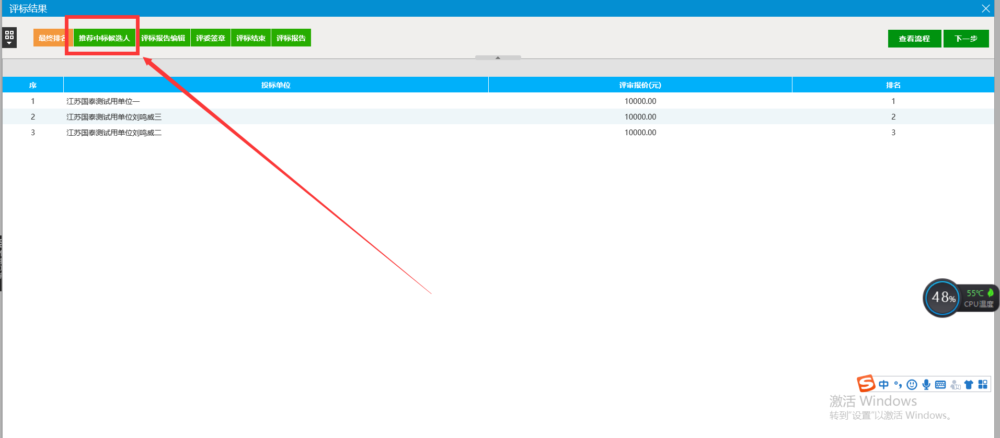 评标结果
最终排名 推荐中标候选人 评标报告编辑 评委签章 评标结束 评标报告 查看流程 下一步
序 投标单位 评审报价(元) 排名
1 江苏国泰测试用单位一 10000.00 1
2 江苏国泰测试用单位刘鸣威三 10000.00 2
3 江苏国泰测试用单位刘鸣威二 10000.00 3
48% 55℃
CPU温度
S 中
激活 Windows
转到“设置”以激活 Windows。